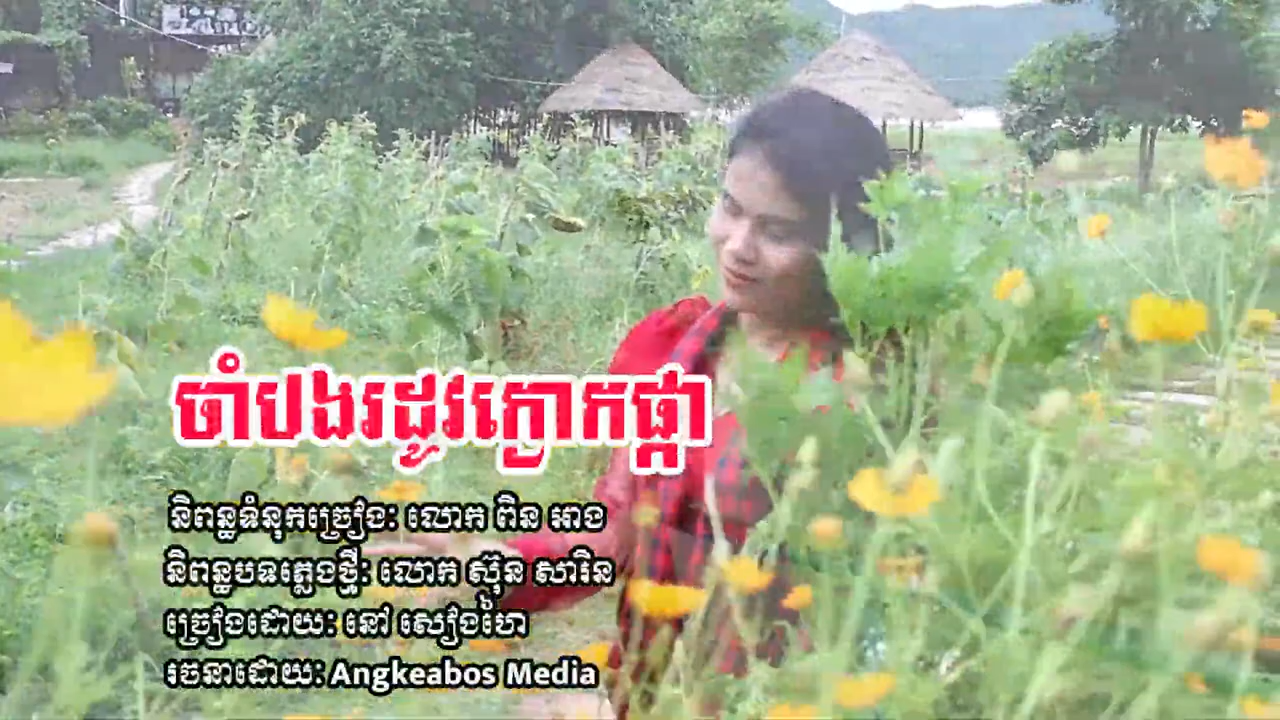 ចាំបងរដូវក្ងោកផ្កា
និពន្ធទំនុកច្រៀង: លោក ពិន អាង
និពន្ធបទភ្លេងថ្មី: លោក ស៊ុន សារិន
ច្រៀងដោយ: នៅ សៀងហៃ
រចនាដោយ: Angkeabos Media